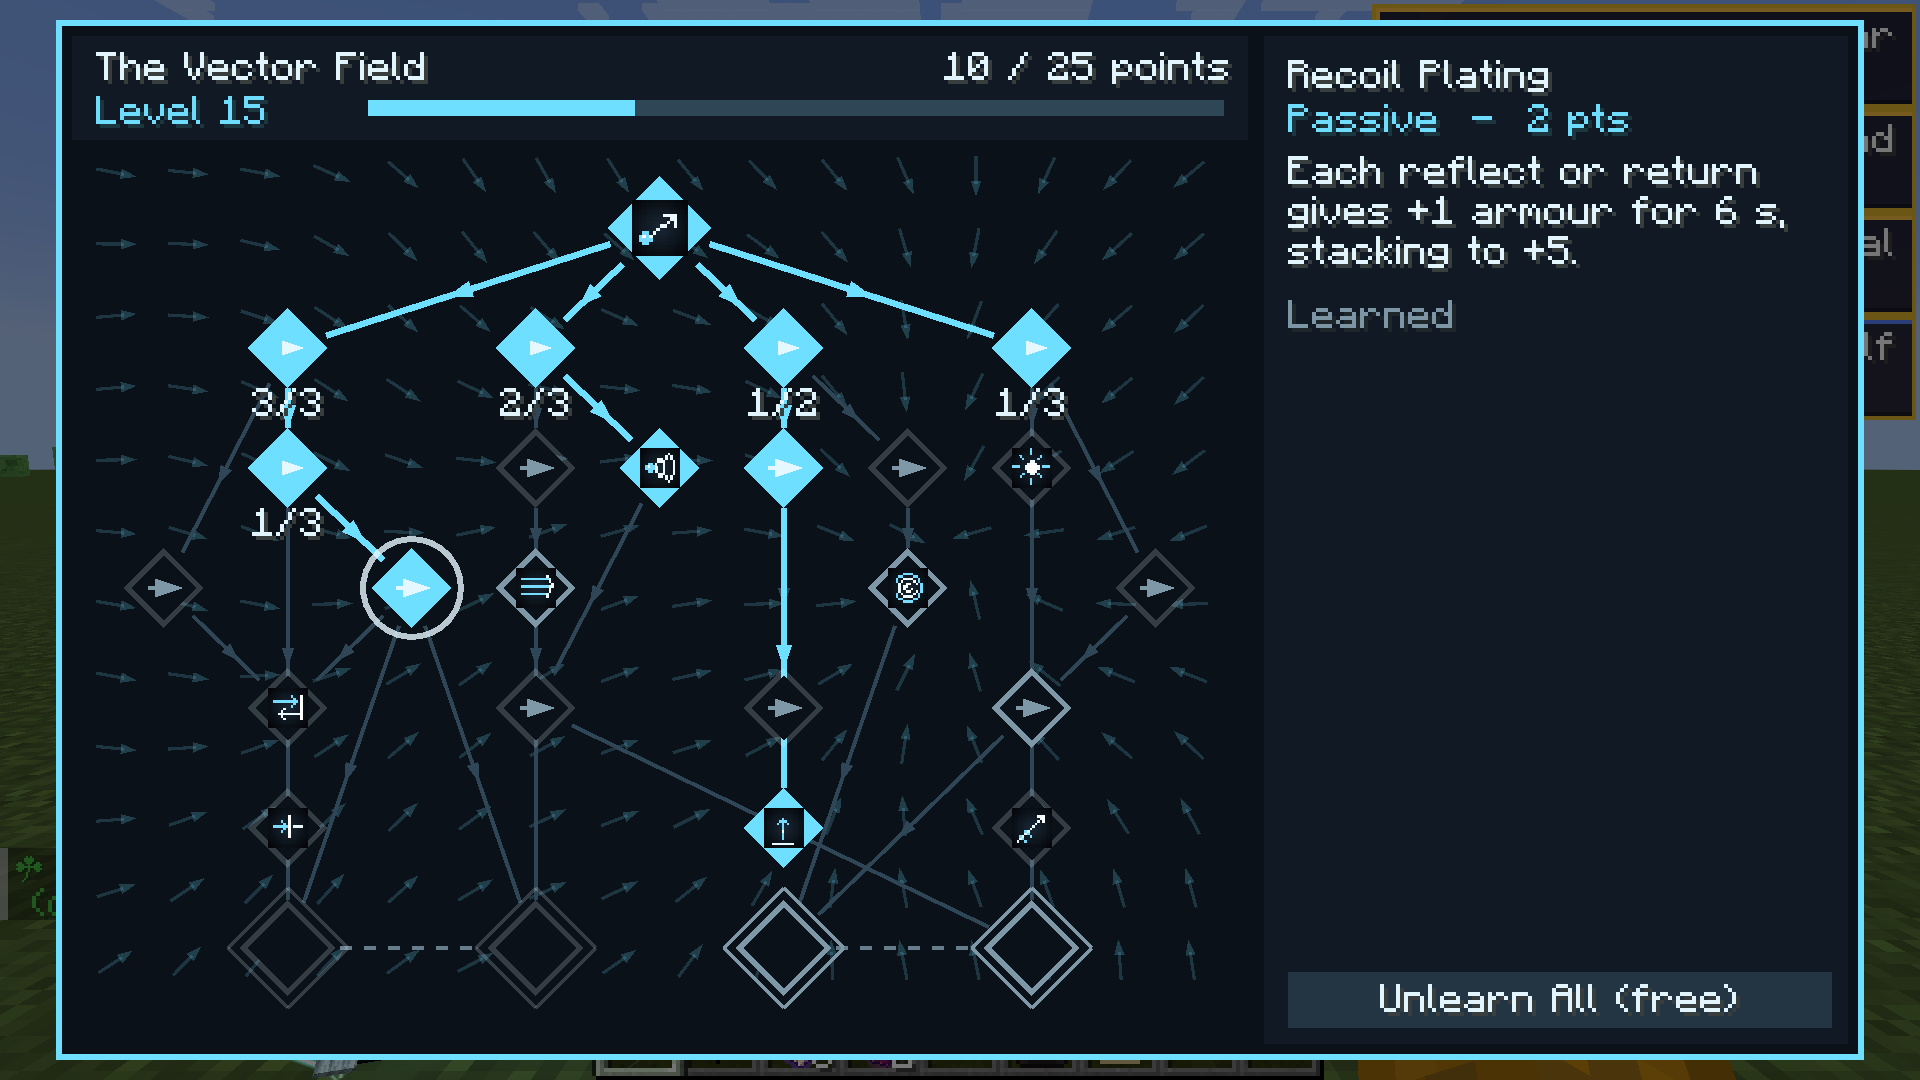 The Vector Field
10 / 25 points
Level 15
3/3
2/3
1/2
1/3
1/3
Recoil Plating
Passive - 2 pts
Each reflect or return
gives +1 armour for 6 s,
stacking to +5.
Learned
Unlearn All (free)